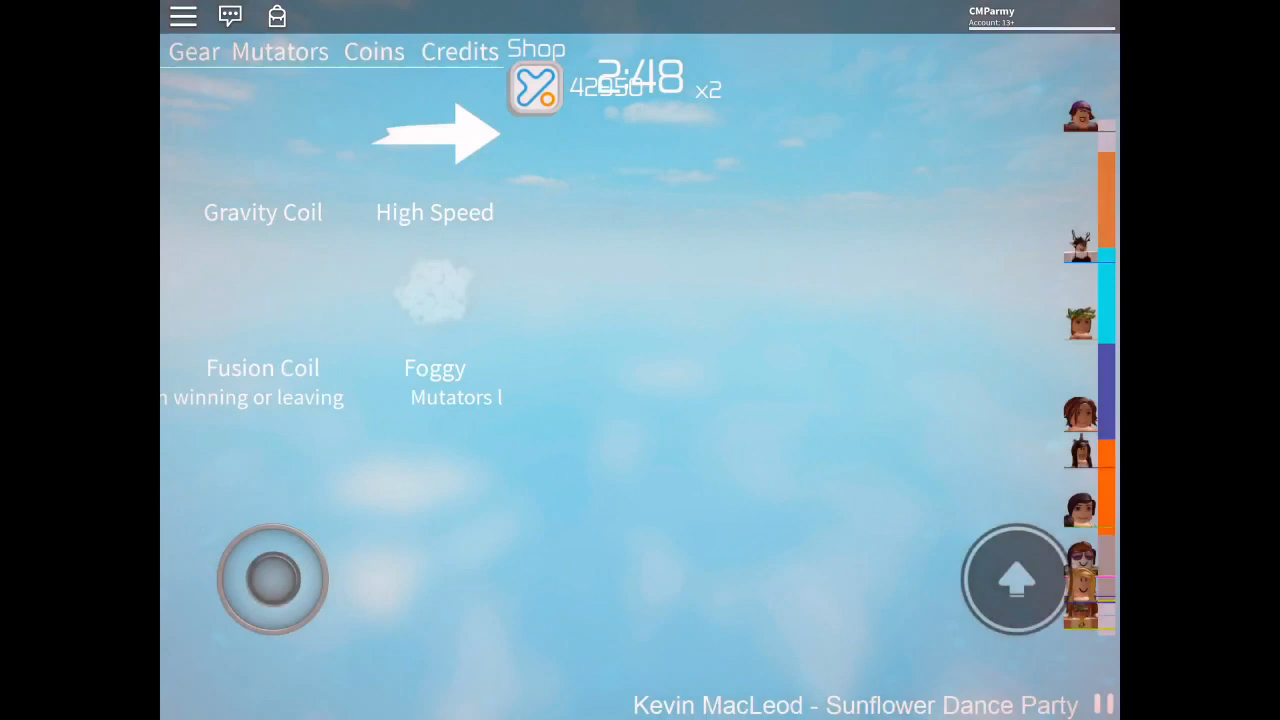 CMParmy
Account: 13+
Gear Mutators Coins Credits Shop
2:48
x2
Gravity Coil High Speed
Fusion Coil Foggy
winning or leaving Mutators l
Kevin MacLeod - Sunflower Dance Party